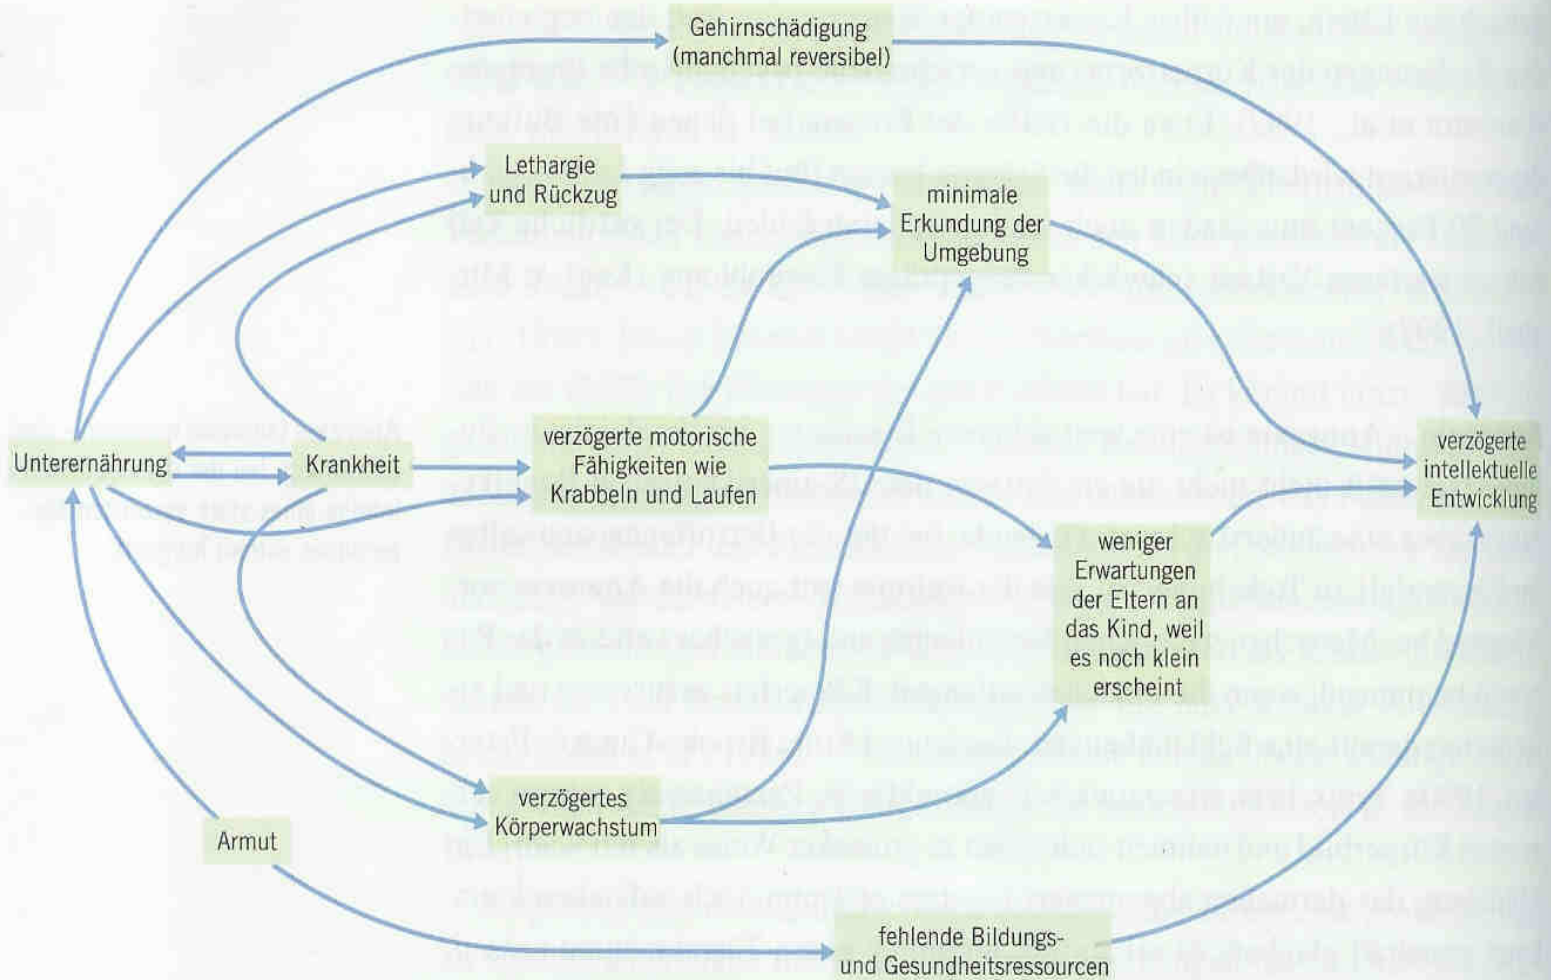 Gehirnschädigung
(manchmal reversibel)
Lethargie
und Rückzug
minimale
Erkundung der
Umgebung
Unterernährung
Krankheit
verzögerte motorische
Fähigkeiten wie
Krabbeln und Laufen
verzögerte
intellektuelle
Entwicklung
weniger
Erwartungen
der Eltern an
das Kind, weil
es noch klein
erscheint
verzögertes
Körperwachstum
Armut
fehlende Bildungs-
und Gesundheitsressourcen